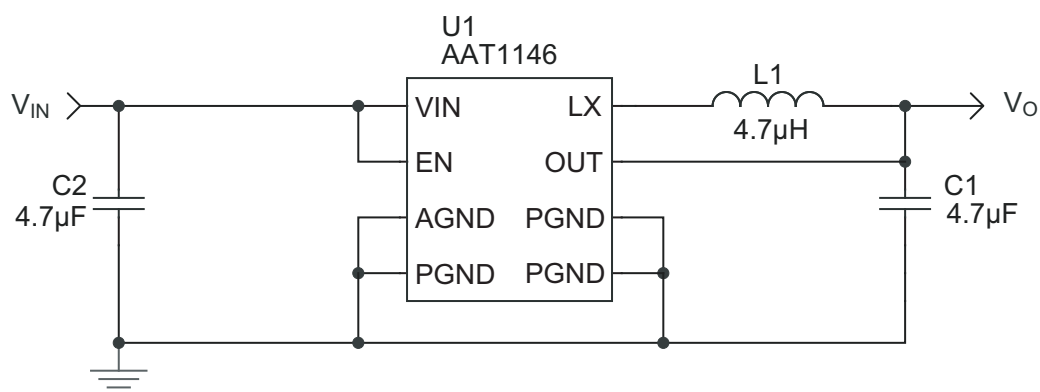 U1
AAT1146
V_IN
VIN
LX
L1
4.7µH
V_O
EN
OUT
C2
4.7µF
C1
4.7µF
AGND
PGND
PGND
PGND